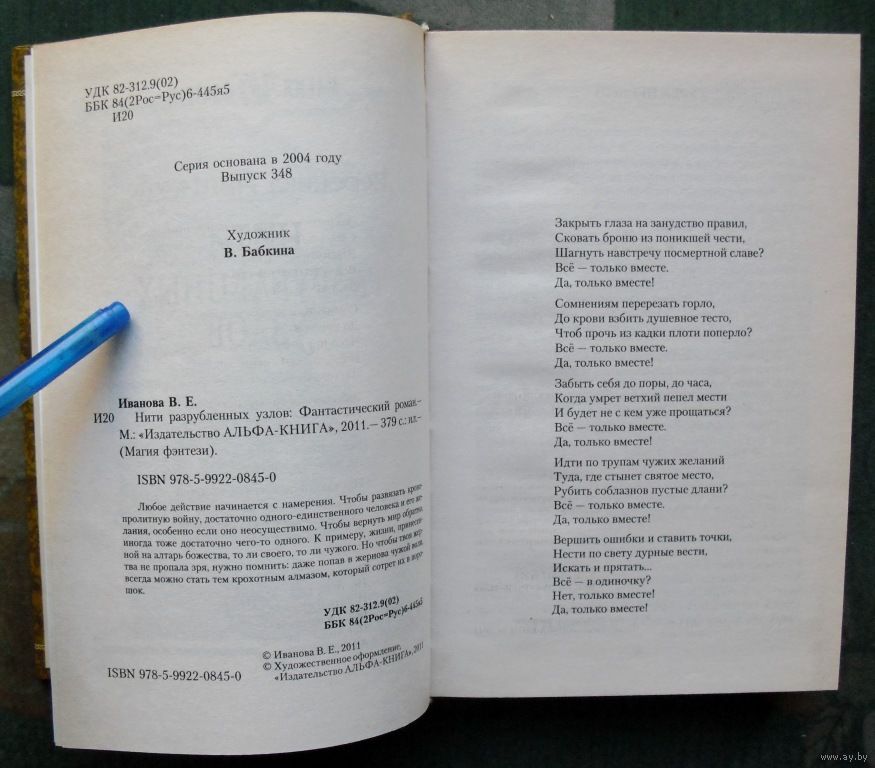 УДК 82-312.9(02)
ББК 84(2Рос=Рус)6-445я5
И20
Серия основана в 2004 году
Выпуск 348
Художник
В. Бабкина
Иванова В. Е.
И20 Нити разрубленных узлов: Фантастический роман.—
М.: «Издательство АЛЬФА-КНИГА», 2011.— 379 с.: ил.—
(Магия фэнтези).
ISBN 978-5-9922-0845-0
Любое действие начинается с намерения. Чтобы развязать крово-
пролитную войну, достаточно одного-единственного человека и его же-
лания, особенно если оно неосуществимо. Чтобы вернуть мир обратно,
иногда тоже достаточно чего-то одного. К примеру, жизни, принесен-
ной на алтарь божества, то ли своего, то ли чужого. Но чтобы твоя жер-
тва не пропала зря, нужно помнить: даже попав в жернова чужой воли,
всегда можно стать тем крохотным алмазом, который сотрет их в поро-
шок.
УДК 82-312.9(02)
ББК 84(2Рос=Рус)6-445я5
© Иванова В. Е., 2011
© Художественное оформление,
«Издательство АЛЬФА-КНИГА», 2011
ISBN 978-5-9922-0845-0
Закрыть глаза на занудство правил,
Сковать броню из поникшей чести,
Шагнуть навстречу посмертной славе?
Всё — только вместе.
Да, только вместе!
Сомнениям перерезать горло,
До крови взбить душевное тесто,
Чтоб прочь из кадки плоти поперло?
Всё — только вместе.
Да, только вместе!
Забыть себя до поры, до часа,
Когда умрет ветхий пепел мести
И будет не с кем уже прощаться?
Всё — только вместе.
Да, только вместе!
Идти по трупам чужих желаний
Туда, где стынет святое место,
Рубить соблазнов пустые длани?
Всё — только вместе.
Да, только вместе!
Вершить ошибки и ставить точки,
Нести по свету дурные вести,
Искать и прятать...
Всё — в одиночку?
Нет, только вместе!
Да, только вместе!
www.ay.by